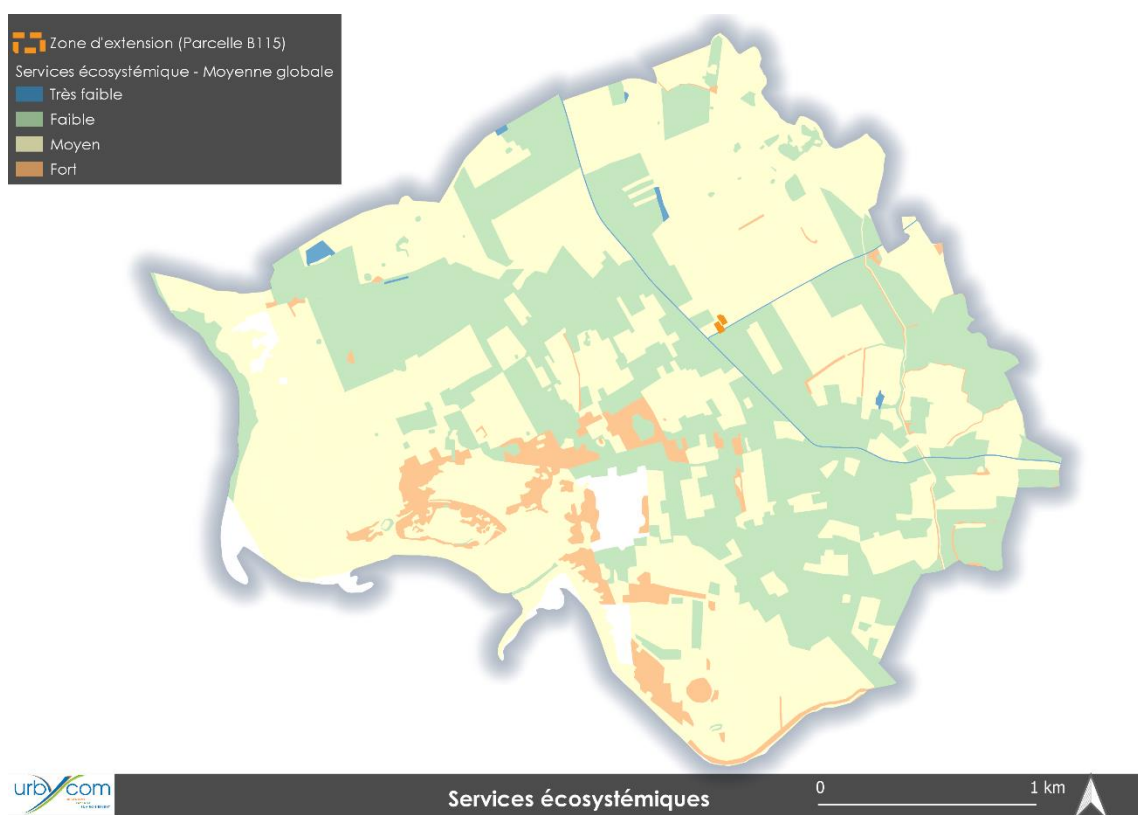 Zone d'extension (Parcelle B115)
Services écosystémique - Moyenne globale
Très faible
Faible
Moyen
Fort
urbycom
Services écosystémiques
0 1 km